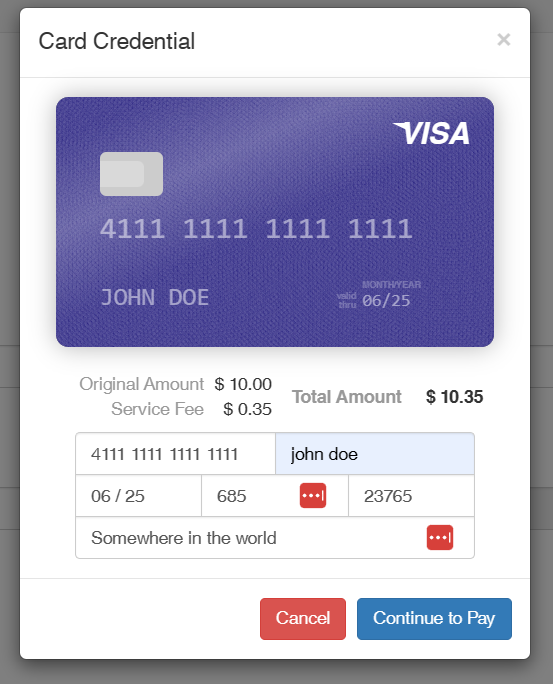 Card Credential ×
VISA
4111 1111 1111 1111
MONTH/YEAR
JOHN DOE valid thru 06/25
Original Amount $ 10.00
Service Fee $ 0.35
Total Amount $ 10.35
4111 1111 1111 1111 john doe
06 / 25 685 23765
Somewhere in the world
Cancel Continue to Pay